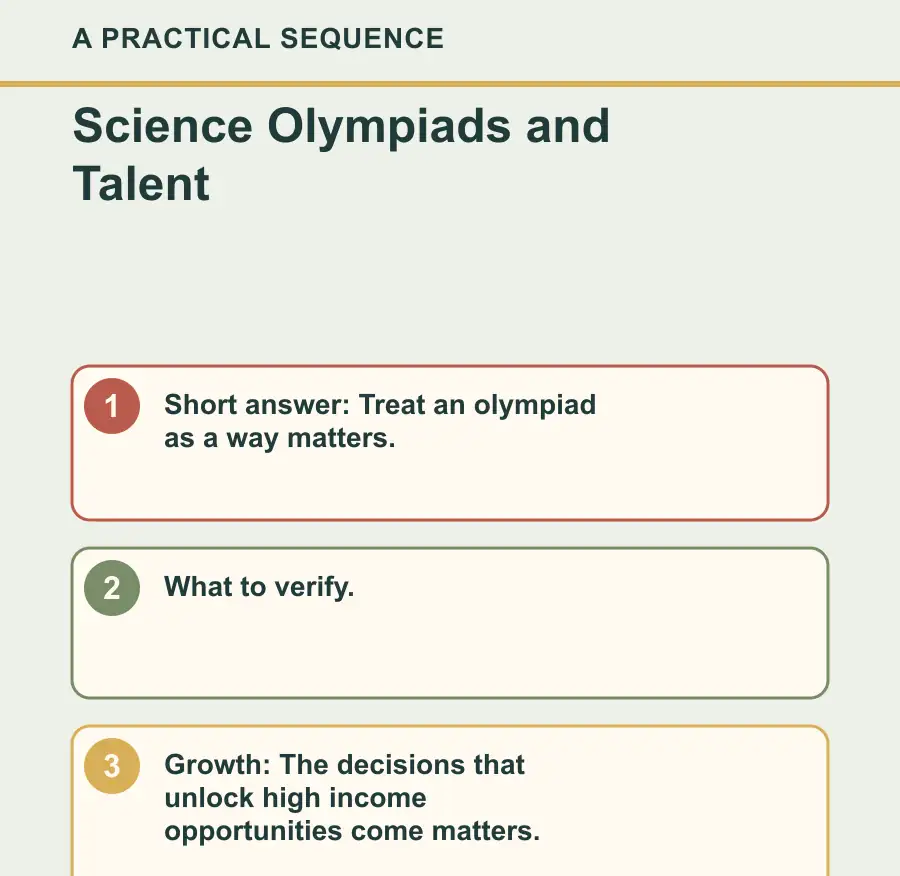 A PRACTICAL SEQUENCE
Science Olympiads and
Talent
1
Short answer: Treat an olympiad
as a way matters.
2
What to verify.
3
Growth: The decisions that
unlock high income
opportunities come matters.